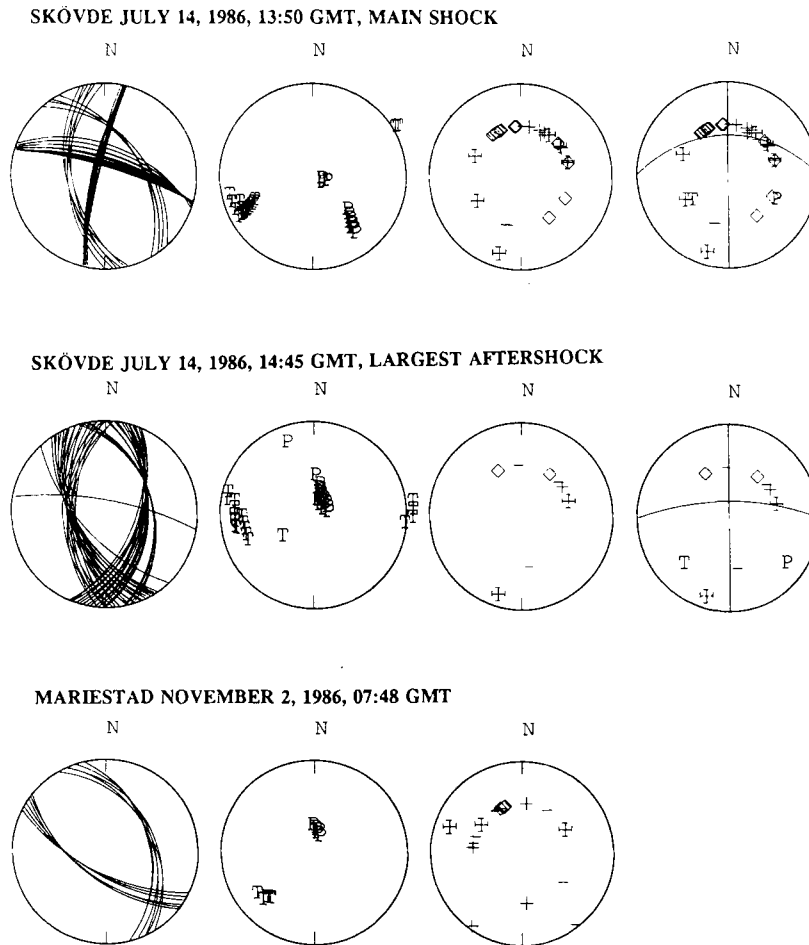 SKÖVDE JULY 14, 1986, 13:50 GMT, MAIN SHOCK
N N N N
SKÖVDE JULY 14, 1986, 14:45 GMT, LARGEST AFTERSHOCK
N N N N
P
P
T
T P
MARIESTAD NOVEMBER 2, 1986, 07:48 GMT
N N N